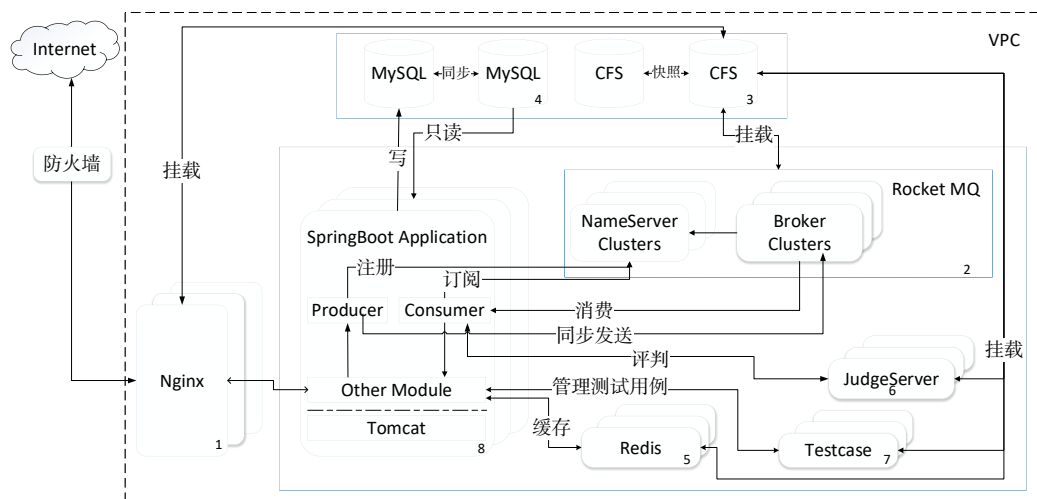 Internet
VPC
MySQL
同步
MySQL
4
CFS
快照
CFS
3
防火墙
挂载
写
只读
挂载
Rocket MQ
NameServer
Clusters
Broker
Clusters
2
SpringBoot Application
注册
订阅
Producer
Consumer
消费
同步发送
评判
挂载
JudgeServer
6
Nginx
1
Other Module
管理测试用例
Tomcat
8
缓存
Redis
5
Testcase
7